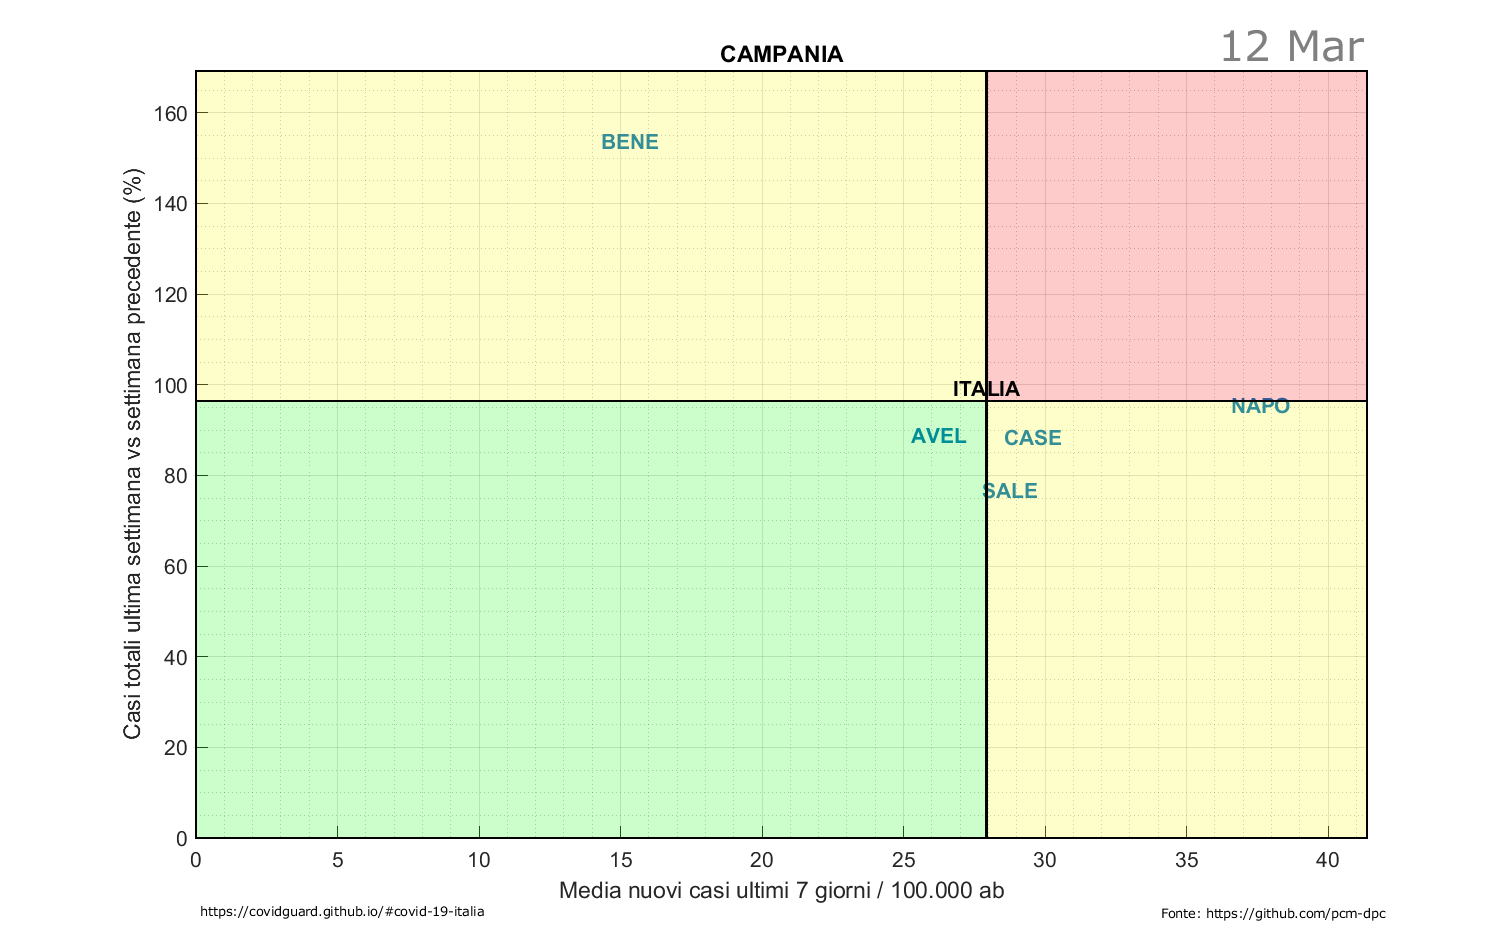 12 Mar
CAMPANIA
160
140
120
100
80
60
40
20
0
Casi totali ultima settimana vs settimana precedente (%)
BENE
ITALIA
NAPO
AVEL
CASE
SALE
0 5 10 15 20 25 30 35 40
Media nuovi casi ultimi 7 giorni / 100.000 ab
https://covidguard.github.io/#covid-19-italia
Fonte: https://github.com/pcm-dpc